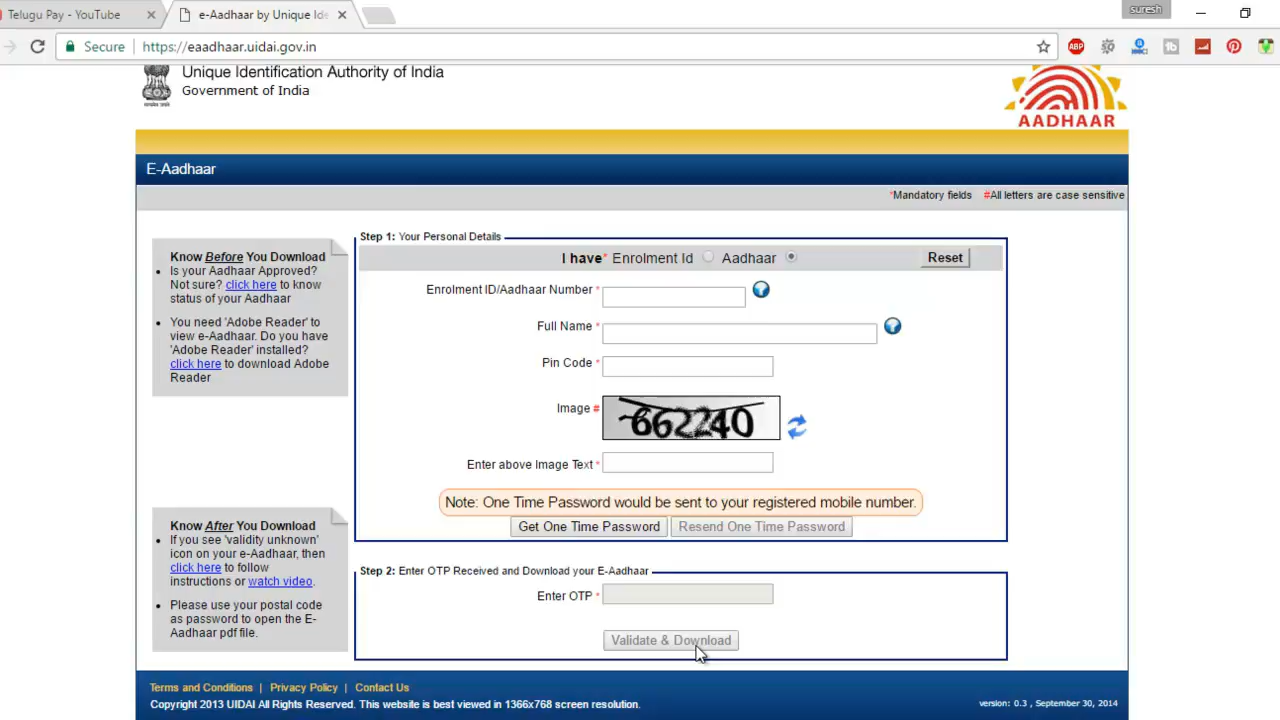 Telugu Pay - YouTube
e-Aadhaar by Unique Ide
suresh
Secure
https://eaadhaar.uidai.gov.in
ABP
Unique Identification Authority of India
Government of India
AADHAAR
E-Aadhaar
*Mandatory fields #All letters are case sensitive
Step 1: Your Personal Details
I have* Enrolment Id Aadhaar
Reset
Know Before You Download
Is your Aadhaar Approved?
Not sure? click here to know
status of your Aadhaar
You need 'Adobe Reader' to
view e-Aadhaar. Do you have
'Adobe Reader' installed?
click here to download Adobe
Reader
Enrolment ID/Aadhaar Number *
Full Name *
Pin Code *
Image #
662240
Enter above Image Text *
Note: One Time Password would be sent to your registered mobile number.
Get One Time Password
Resend One Time Password
Know After You Download
If you see 'validity unknown'
icon on your e-Aadhaar, then
click here to follow
instructions or watch video.
Please use your postal code
as password to open the E-
Aadhaar pdf file.
Step 2: Enter OTP Received and Download your E-Aadhaar
Enter OTP *
Validate & Download
Terms and Conditions | Privacy Policy | Contact Us
Copyright 2013 UIDAI All Rights Reserved. This website is best viewed in 1366x768 screen resolution.
version: 0.3 , September 30, 2014